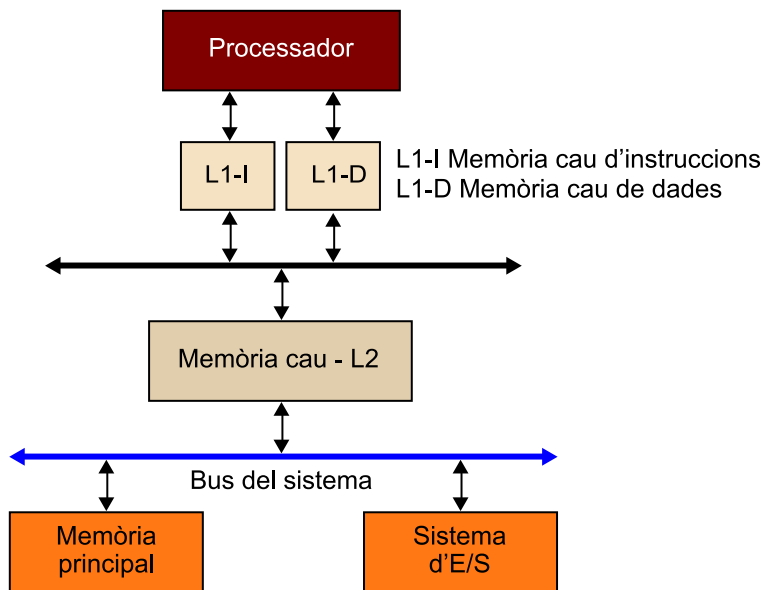 Processador
L1-I
L1-D
L1-I Memòria cau d'instruccions
L1-D Memòria cau de dades
Memòria cau - L2
Bus del sistema
Memòria
principal
Sistema
d'E/S